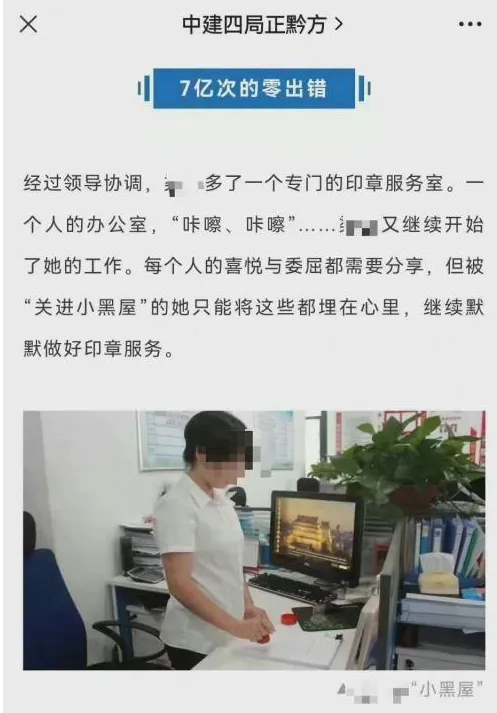 中建四局正黔方
7亿次的零出错
经过领导协调，多了一个专门的印章服务室。一
个人的办公室，“咔嚓、咔嚓”……又继续开始
了她的工作。每个人的喜悦与委屈都需要分享，但被
“关进小黑屋”的她只能将这些都埋在心里，继续默
默做好印章服务。
“小黑屋”